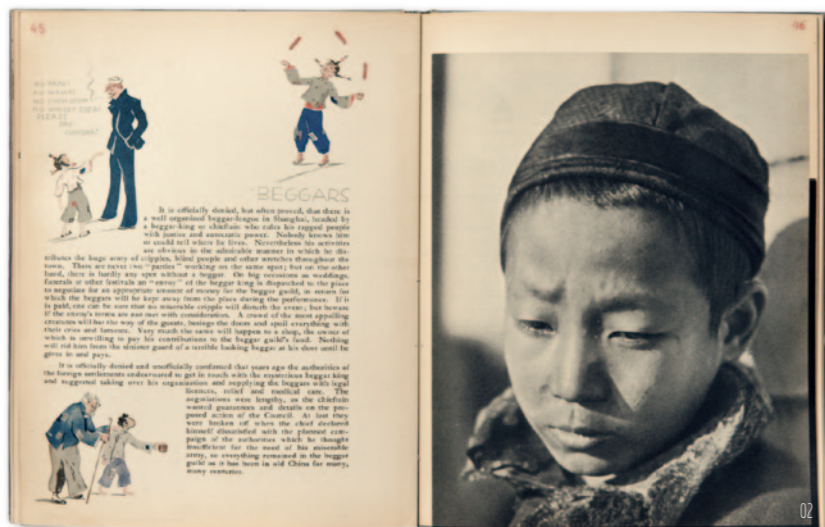 45
46
NO MAMA!
NO PAPA!
NO CHOW CHOW!
NO WHISKY SODA!
PLEASE
BEGGARS
It is officially denied, but often proved, that there is
a well organized beggar-league in Shanghai, headed by
a beggar-king or chieftain who rules his ragged people
with justice and autocratic power. Nobody knows him
or could tell where he lives. Nevertheless his activities
are obvious in the admirable manner in which he dis-
tributes the huge army of cripples, blind people and other wretches throughout the
town. There are never two "parties" working on the same spot; but on the other
hand, there is hardly any spot without a beggar. On big occasions as weddings,
funerals or other festivals an "envoy" of the beggar king is dispatched to the place
to negotiate for an appropriate amount of money for the beggar guild, in return for
which the beggars will be kept away from the place during the performance. If it
is paid, one can be sure that no miserable cripple will disturb the event; but beware
if the envoy's terms are not met with consideration. A crowd of the most appalling
creatures will bar the way of the guests, besiege the doors and spoil everything with
their cries and laments. Very much the same will happen to a shop, the owner of
which is unwilling to pay his contributions to the beggar guild's fund. Nothing
will rid him from the sinister guard of a terrible looking beggar at his door until he
gives in and pays.
It is officially denied and unofficially confirmed that years ago the authorities of
the foreign settlements endeavoured to get in touch with the mysterious beggar king
and suggested taking over his organization and supplying the beggars with legal
licences, relief and medical care. The
negotiations were lengthy, as the chieftain
wanted guarantees and details on the pro-
posed action of the Council. At last they
were broken off when the chief declared
himself dissatisfied with the planned cam-
paign of the authorities which he thought
insufficient for the need of his miserable
army, so everything remained in the beggar
guild as it has been in old China for many,
many centuries.
02